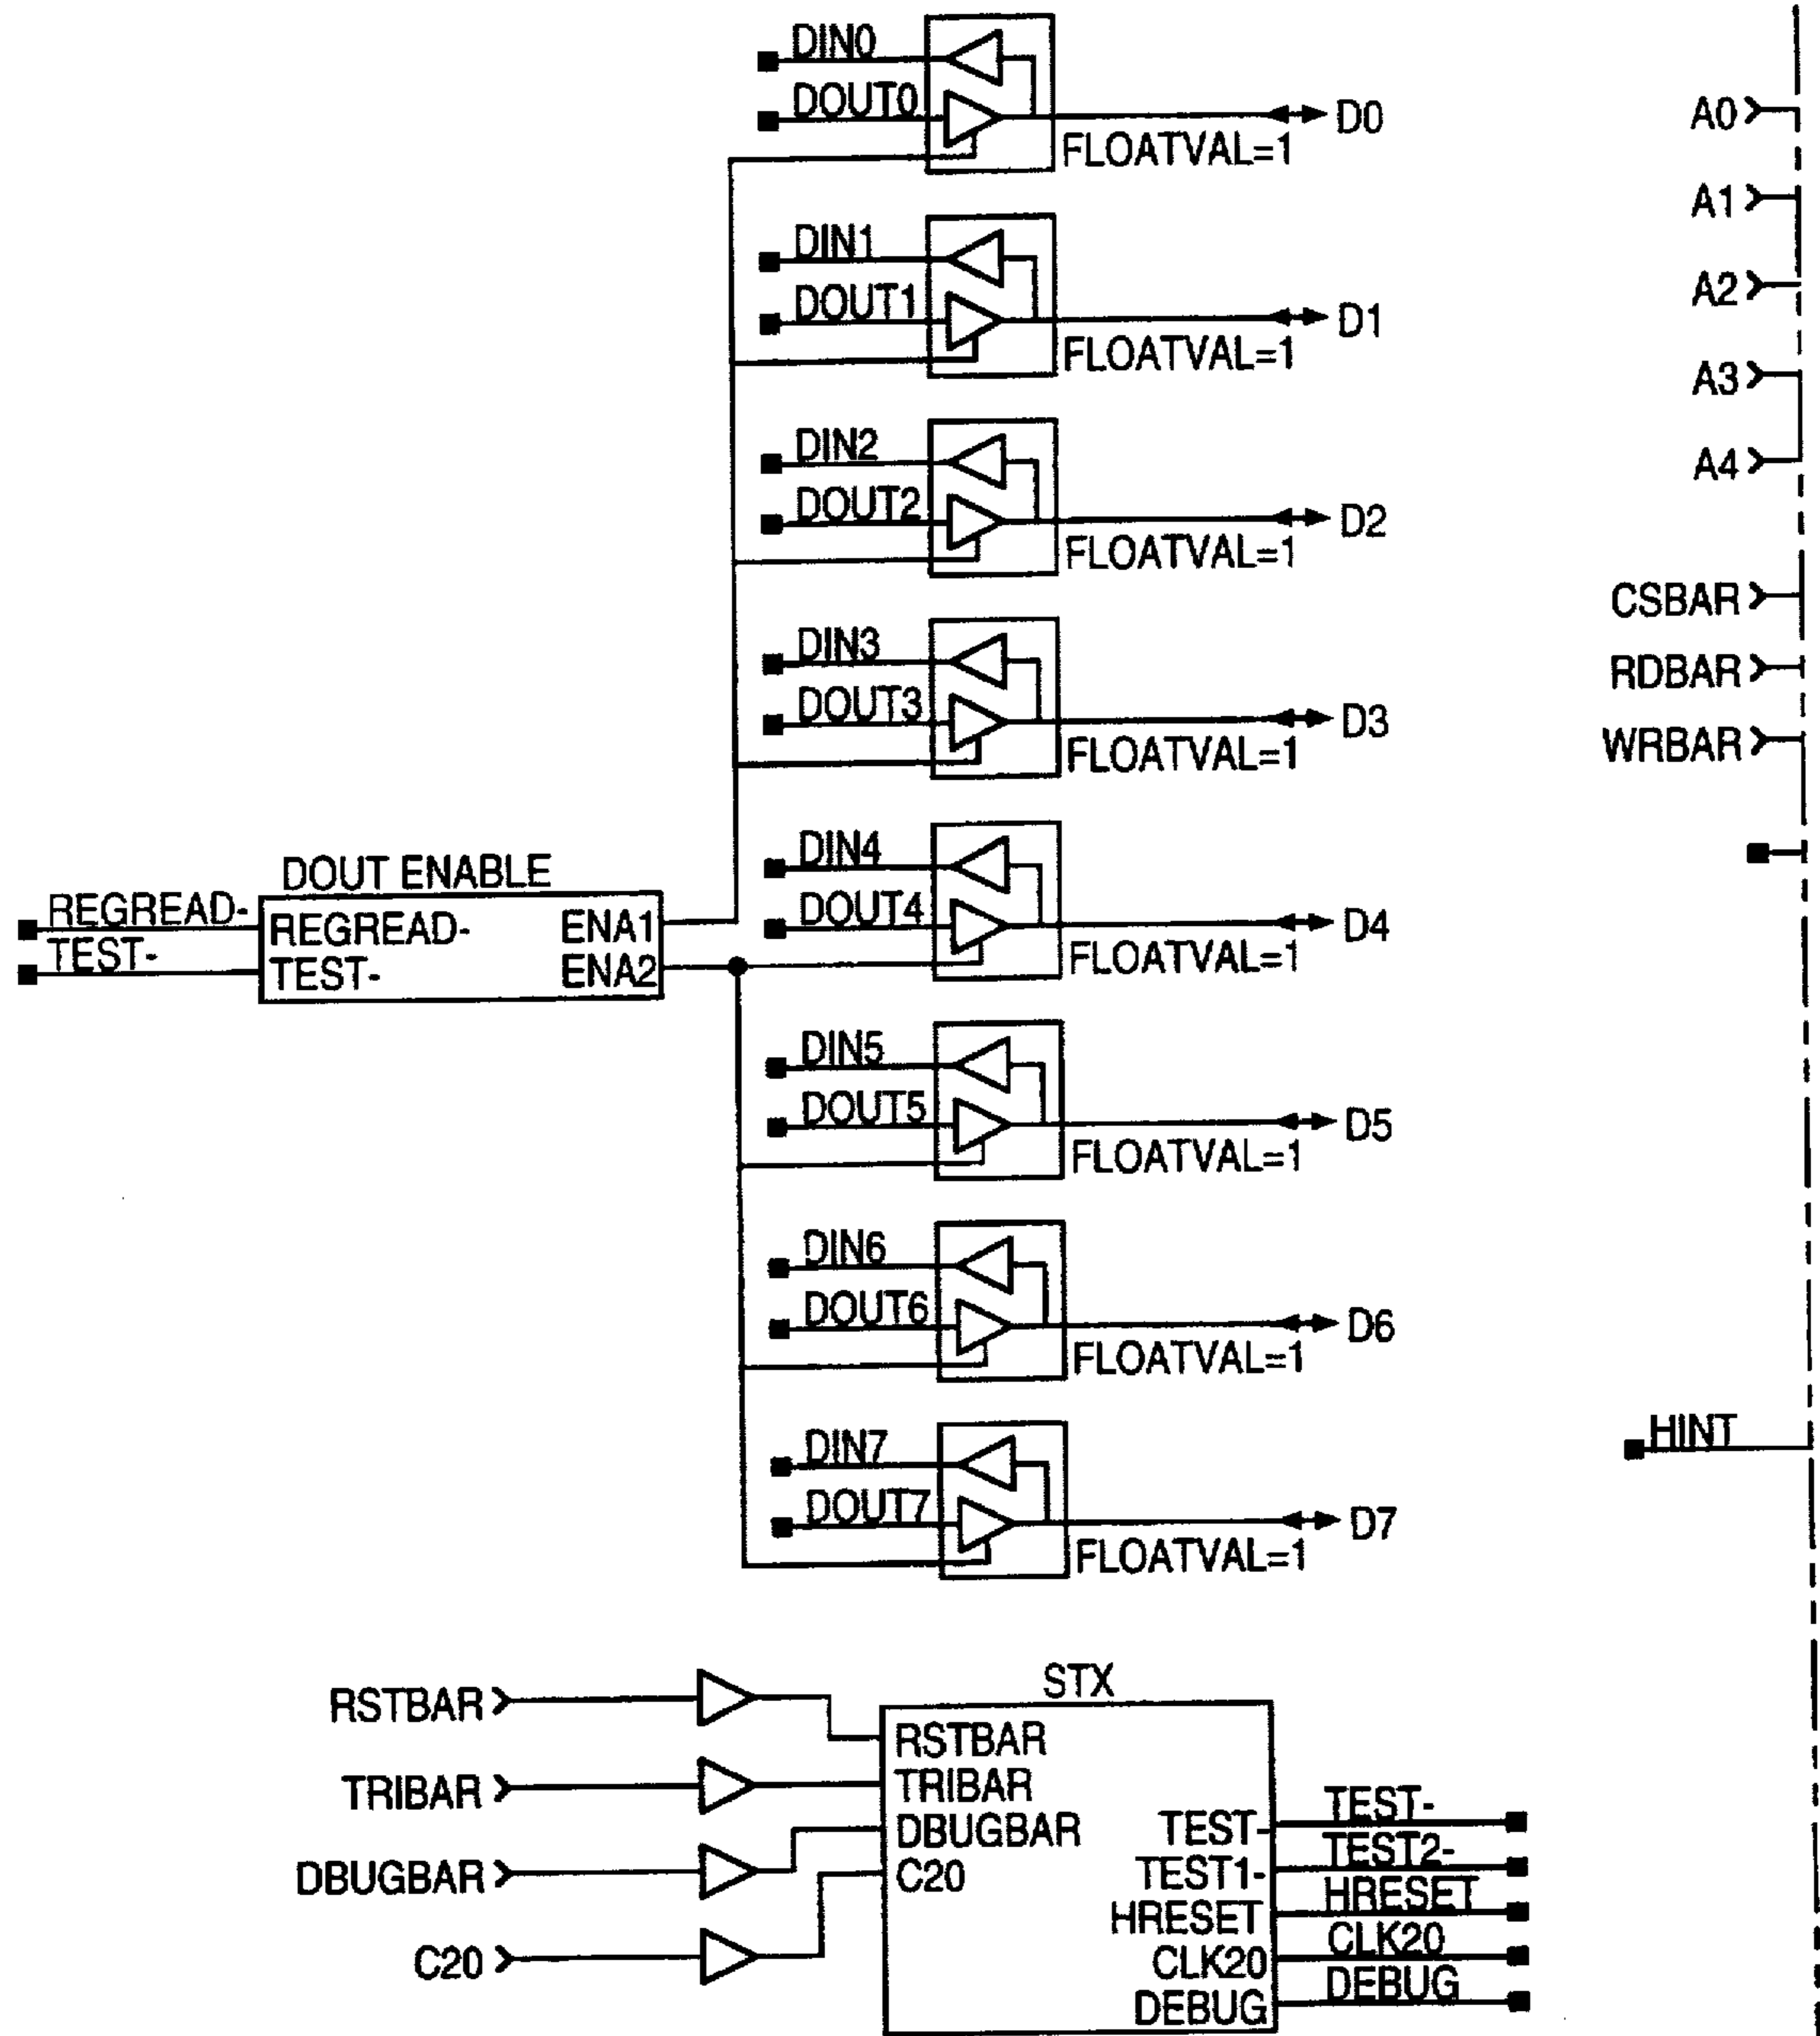 DIN0
DOUT0
D0
FLOATVAL=1
DIN1
DOUT1
D1
FLOATVAL=1
DIN2
DOUT2
D2
FLOATVAL=1
DIN3
DOUT3
D3
FLOATVAL=1
DIN4
DOUT4
D4
FLOATVAL=1
DIN5
DOUT5
D5
FLOATVAL=1
DIN6
DOUT6
D6
FLOATVAL=1
DIN7
DOUT7
D7
FLOATVAL=1
DOUT ENABLE
REGREAD-
TEST-
REGREAD-
TEST-
ENA1
ENA2
A0
A1
A2
A3
A4
CSBAR
RDBAR
WRBAR
HINT
RSTBAR
TRIBAR
DBUGBAR
C20
STX
RSTBAR
TRIBAR
DBUGBAR
C20
TEST-
TEST1-
HRESET
CLK20
DEBUG
TEST-
TEST2-
HRESET
CLK20
DEBUG